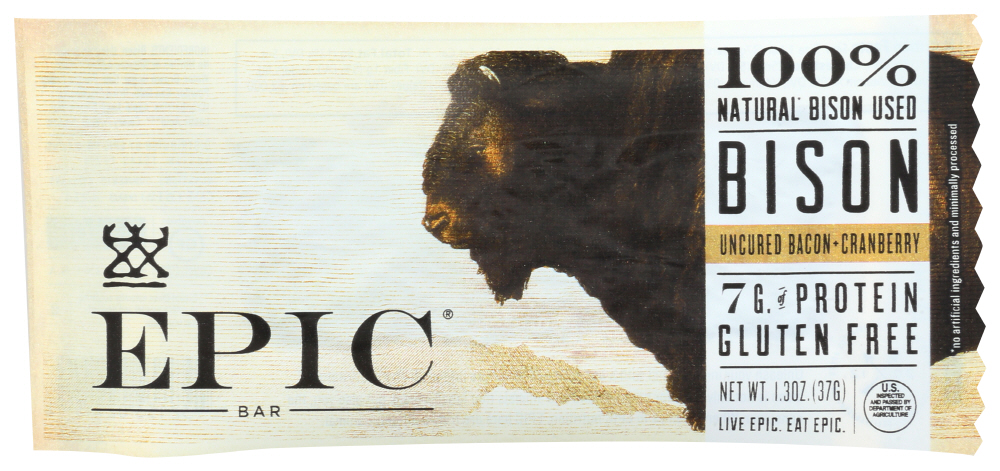 100%
NATURAL* BISON USED
BISON
UNCURED BACON + CRANBERRY
7 G. of PROTEIN
GLUTEN FREE
NET WT. 1.3OZ. (37G)
LIVE EPIC. EAT EPIC.
U.S.
INSPECTED
AND PASSED BY
DEPARTMENT OF
AGRICULTURE
*no artificial ingredients and minimally processed
EPIC®
BAR